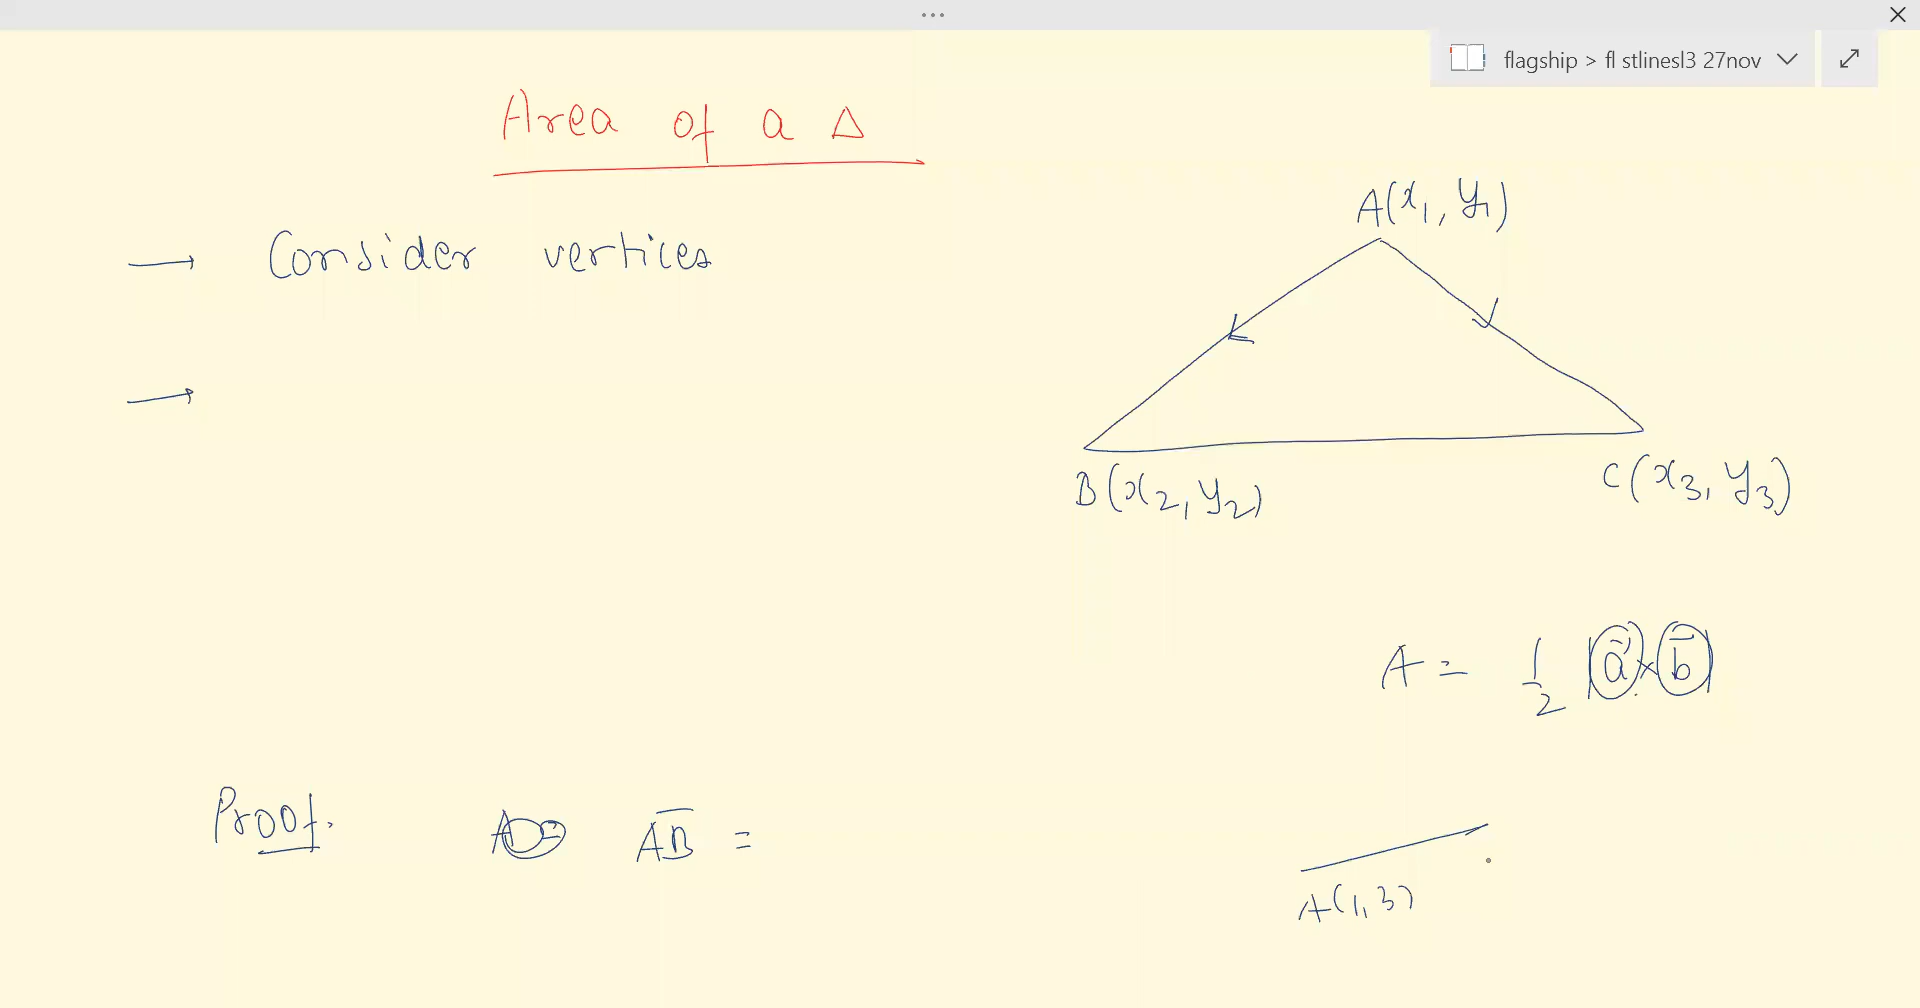 ...
flagship > fl stlinesl3 27nov
Area of a Δ
A(x₁, y₁)
→ Consider vertices
→
B(x₂, y₂)
C(x₃, y₃)
A = 1/2 |a⃗ × b̅|
Proof.
A̅B̅ =
A(1, 3)